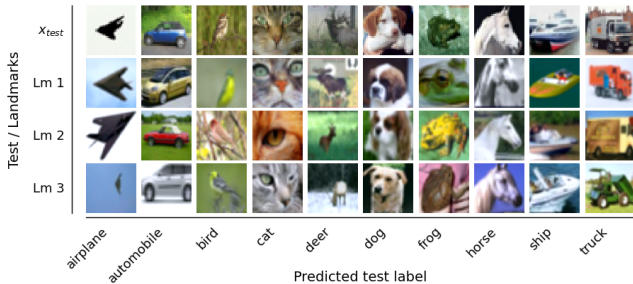 x_test
Test / Landmarks
Lm 1
Lm 2
Lm 3
airplane
automobile
bird
cat
deer
dog
frog
horse
ship
truck
Predicted test label